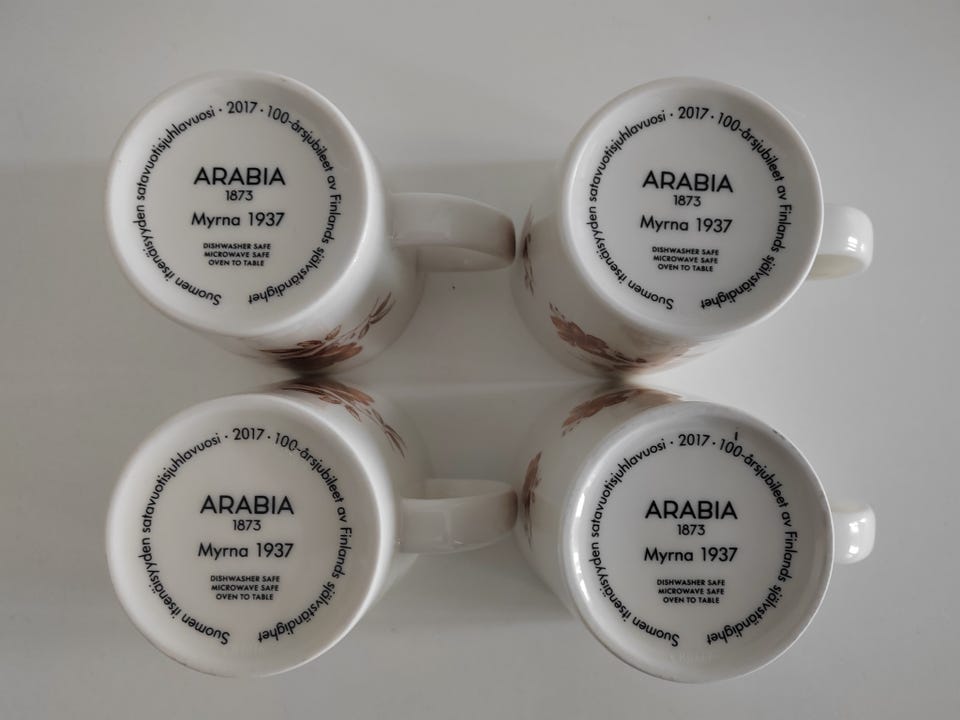 Suomen itsenäisyyden satavuotisjuhlavuosi · 2017 · 100-årsjubileet av Finlands självständighet
ARABIA
1873
Myrna 1937
DISHWASHER SAFE
MICROWAVE SAFE
OVEN TO TABLE
Suomen itsenäisyyden satavuotisjuhlavuosi · 2017 · 100-årsjubileet av Finlands självständighet
ARABIA
1873
Myrna 1937
DISHWASHER SAFE
MICROWAVE SAFE
OVEN TO TABLE
Suomen itsenäisyyden satavuotisjuhlavuosi · 2017 · 100-årsjubileet av Finlands självständighet
ARABIA
1873
Myrna 1937
DISHWASHER SAFE
MICROWAVE SAFE
OVEN TO TABLE
Suomen itsenäisyyden satavuotisjuhlavuosi · 2017 · 100-årsjubileet av Finlands självständighet
ARABIA
1873
Myrna 1937
DISHWASHER SAFE
MICROWAVE SAFE
OVEN TO TABLE